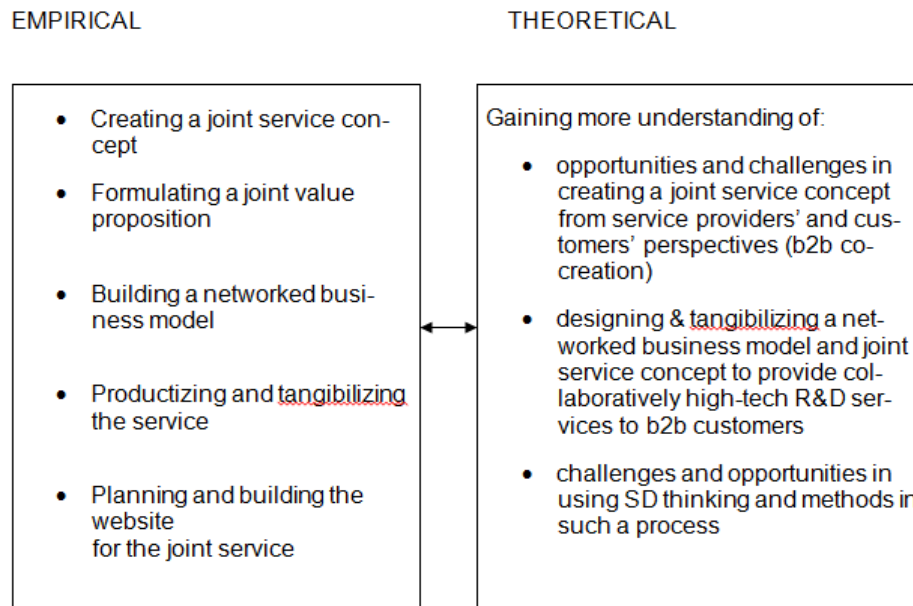 EMPIRICAL
THEORETICAL
• Creating a joint service con-
cept
• Formulating a joint value
proposition
• Building a networked busi-
ness model
• Productizing and tangibilizing
the service
• Planning and building the
website
for the joint service
Gaining more understanding of:
• opportunities and challenges in
creating a joint service concept
from service providers’ and cus-
tomers’ perspectives (b2b co-
creation)
• designing & tangibilizing a net-
worked business model and joint
service concept to provide col-
laboratively high-tech R&D ser-
vices to b2b customers
• challenges and opportunities in
using SD thinking and methods in
such a process